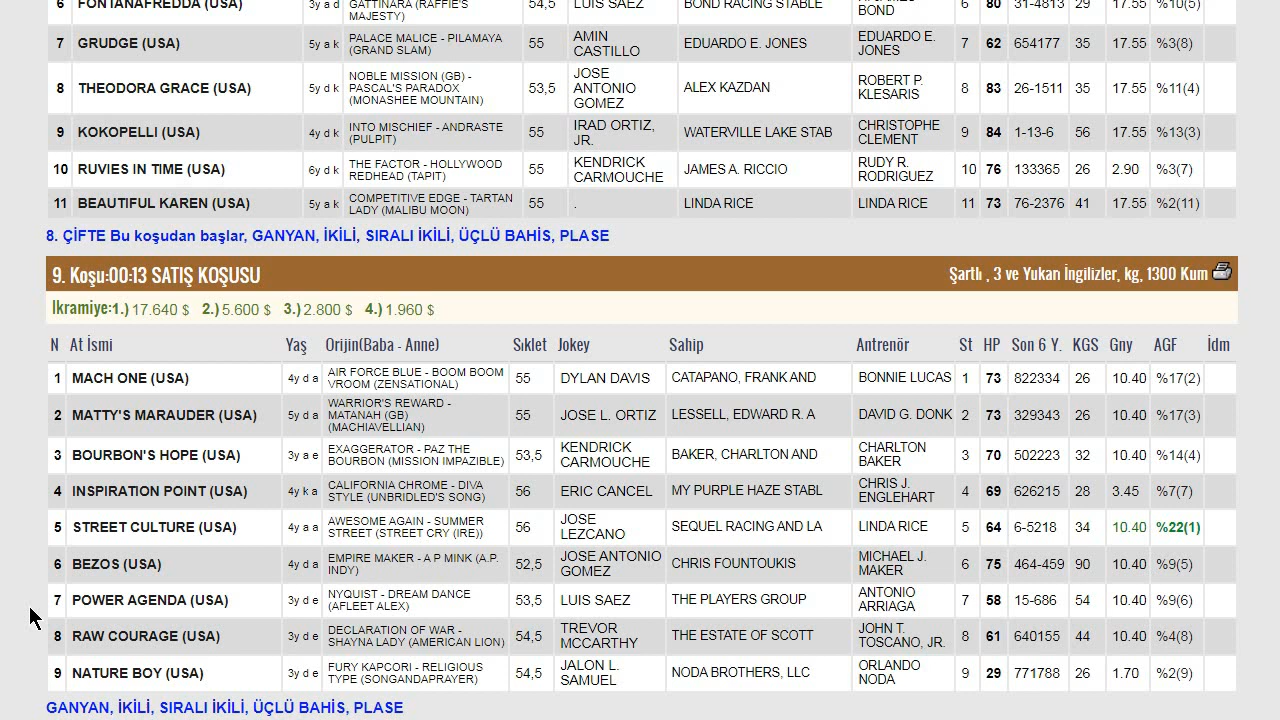 6 FONTANAFREDDA (USA) 3y a d GATTINARA (RAFFIE'S MAJESTY) 54,5 LUIS SAEZ BOND RACING STABLE BOND 6 80 31-4813 29 17.55 %10(5)
7 GRUDGE (USA) 5y a k PALACE MALICE - PILAMAYA (GRAND SLAM) 55 AMIN CASTILLO EDUARDO E. JONES EDUARDO E. JONES 7 62 654177 35 17.55 %3(8)
8 THEODORA GRACE (USA) 5y d k NOBLE MISSION (GB) - PASCAL'S PARADOX (MONASHEE MOUNTAIN) 53,5 JOSE ANTONIO GOMEZ ALEX KAZDAN ROBERT P. KLESARIS 8 83 26-1511 35 17.55 %11(4)
9 KOKOPELLI (USA) 4y d k INTO MISCHIEF - ANDRASTE (PULPIT) 55 IRAD ORTIZ, JR. WATERVILLE LAKE STAB CHRISTOPHE CLEMENT 9 84 1-13-6 56 17.55 %13(3)
10 RUVIES IN TIME (USA) 6y d k THE FACTOR - HOLLYWOOD REDHEAD (TAPIT) 55 KENDRICK CARMOUCHE JAMES A. RICCIO RUDY R. RODRIGUEZ 10 76 133365 26 2.90 %3(7)
11 BEAUTIFUL KAREN (USA) 5y a k COMPETITIVE EDGE - TARTAN LADY (MALIBU MOON) 55 . LINDA RICE LINDA RICE 11 73 76-2376 41 17.55 %2(11)
8. ÇİFTE Bu koşudan başlar, GANYAN, İKİLİ, SIRALI İKİLİ, ÜÇLÜ BAHİS, PLASE
9. Koşu:00:13 SATIŞ KOŞUSU Şartlı , 3 ve Yukarı İngilizler, kg, 1300 Kum
Ikramiye:1.) 17.640 $ 2.) 5.600 $ 3.) 2.800 $ 4.) 1.960 $
N At İsmi Yaş Orijin(Baba - Anne) Sıklet Jokey Sahip Antrenör St HP Son 6 Y. KGS Gny AGF İdm
1 MACH ONE (USA) 4y d a AIR FORCE BLUE - BOOM BOOM VROOM (ZENSATIONAL) 55 DYLAN DAVIS CATAPANO, FRANK AND BONNIE LUCAS 1 73 822334 26 10.40 %17(2)
2 MATTY'S MARAUDER (USA) 5y d a WARRIOR'S REWARD - MATANAH (GB) (MACHIAVELLIAN) 55 JOSE L. ORTIZ LESSELL, EDWARD R. A DAVID G. DONK 2 73 329343 26 10.40 %17(3)
3 BOURBON'S HOPE (USA) 3y a e EXAGGERATOR - PAZ THE BOURBON (MISSION IMPAZIBLE) 53,5 KENDRICK CARMOUCHE BAKER, CHARLTON AND CHARLTON BAKER 3 70 502223 32 10.40 %14(4)
4 INSPIRATION POINT (USA) 4y k a CALIFORNIA CHROME - DIVA STYLE (UNBRIDLED'S SONG) 56 ERIC CANCEL MY PURPLE HAZE STABL CHRIS J. ENGLEHART 4 69 626215 28 3.45 %7(7)
5 STREET CULTURE (USA) 4y a a AWESOME AGAIN - SUMMER STREET (STREET CRY (IRE)) 56 JOSE LEZCANO SEQUEL RACING AND LA LINDA RICE 5 64 6-5218 34 10.40 %22(1)
6 BEZOS (USA) 4y d a EMPIRE MAKER - A P MINK (A.P. INDY) 52,5 JOSE ANTONIO GOMEZ CHRIS FOUNTOUKIS MICHAEL J. MAKER 6 75 464-459 90 10.40 %9(5)
7 POWER AGENDA (USA) 3y d e NYQUIST - DREAM DANCE (AFLEET ALEX) 53,5 LUIS SAEZ THE PLAYERS GROUP ANTONIO ARRIAGA 7 58 15-686 54 10.40 %9(6)
8 RAW COURAGE (USA) 3y d e DECLARATION OF WAR - SHAYNA LADY (AMERICAN LION) 54,5 TREVOR MCCARTHY THE ESTATE OF SCOTT JOHN T. TOSCANO, JR. 8 61 640155 44 10.40 %4(8)
9 NATURE BOY (USA) 3y d e FURY KAPCORI - RELIGIOUS TYPE (SONGANDAPRAYER) 54,5 JALON L. SAMUEL NODA BROTHERS, LLC ORLANDO NODA 9 29 771788 26 1.70 %2(9)
GANYAN, İKİLİ, SIRALI İKİLİ, ÜÇLÜ BAHİS, PLASE